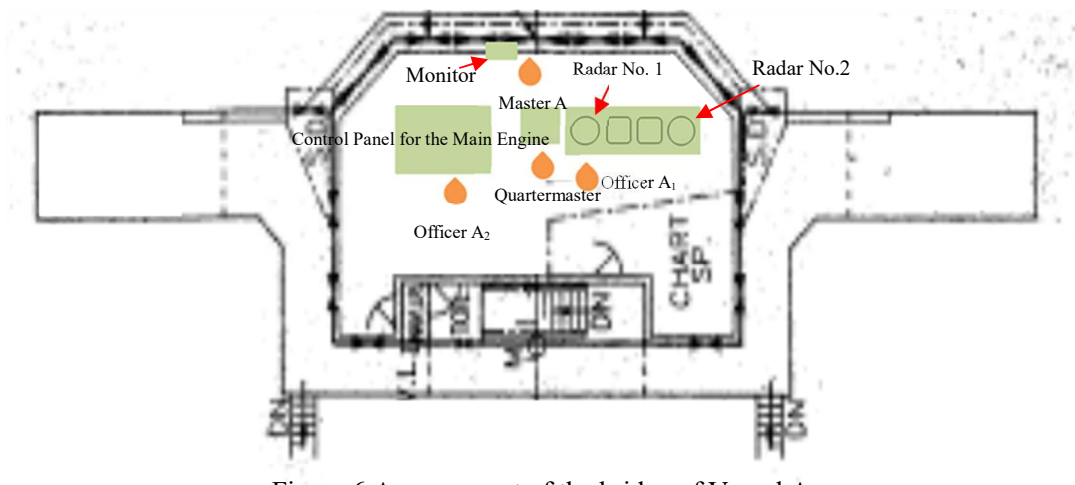 Monitor
Radar No. 1
Radar No.2
Master A
Control Panel for the Main Engine
Officer A₁
Quartermaster
Officer A₂
CHART
SP.
DN
DN
DN